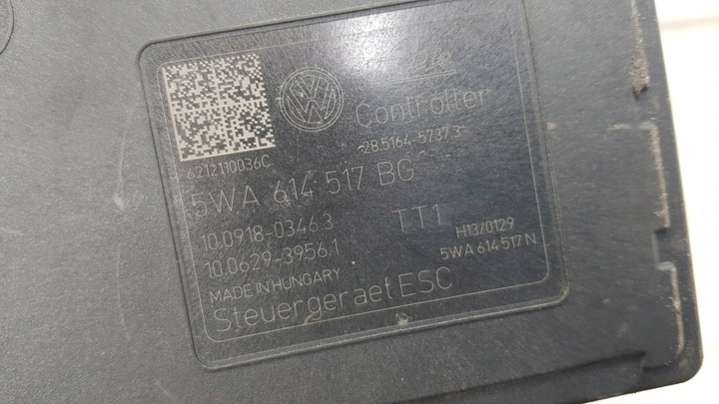 Controller
28.5164-5737.3
6212110036C
5WA 614 517 BG
10.0918-0346.3
10.0629-3956.1
TT1
H13/0129
5WA 614 517 N
MADE IN HUNGARY
Steuergeraet ESC